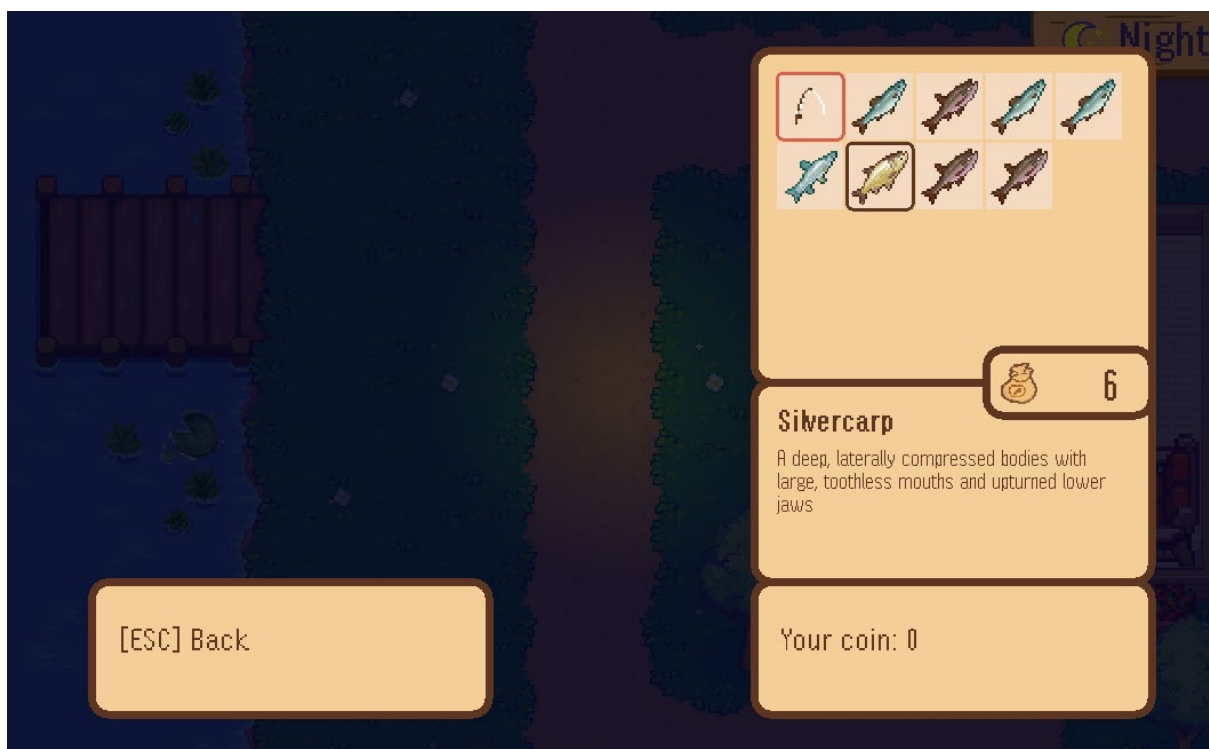 Night
6
Silvercarp
A deep, laterally compressed bodies with
large, toothless mouths and upturned lower
jaws
[ESC] Back
Your coin: 0